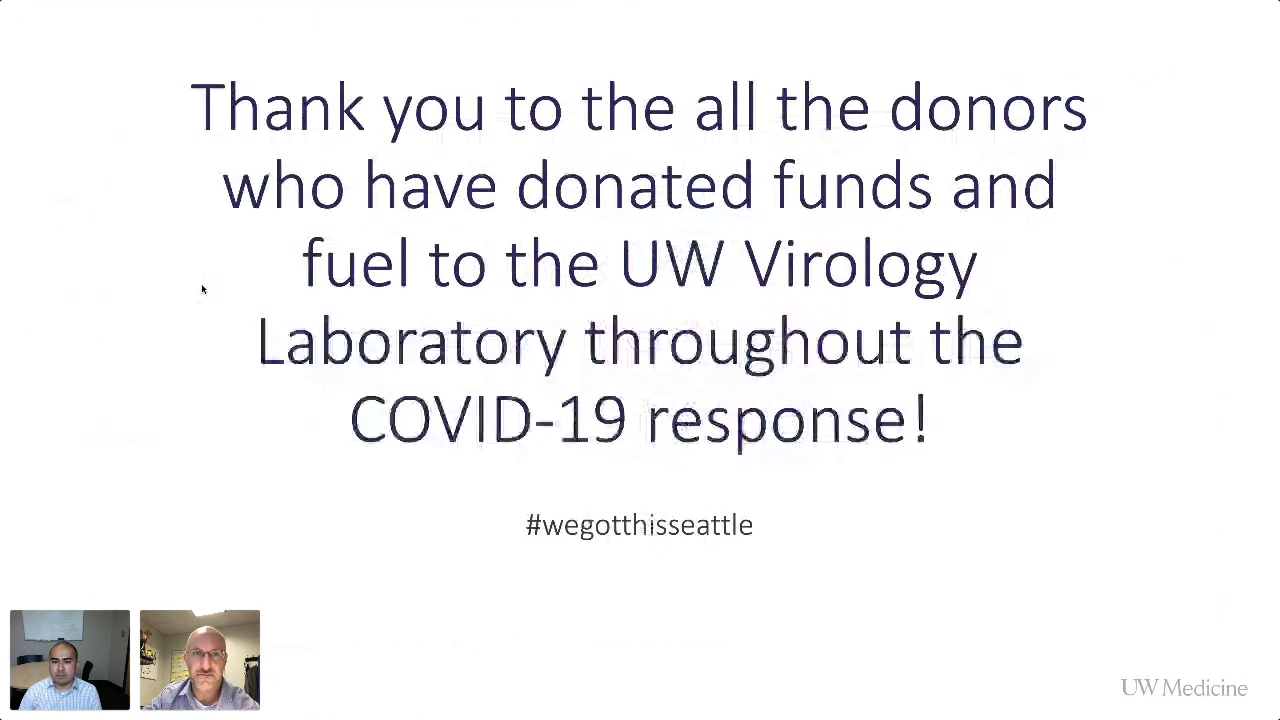 Thank you to the all the donors
who have donated funds and
fuel to the UW Virology
Laboratory throughout the
COVID-19 response!
#wegotthisseattle
UW Medicine